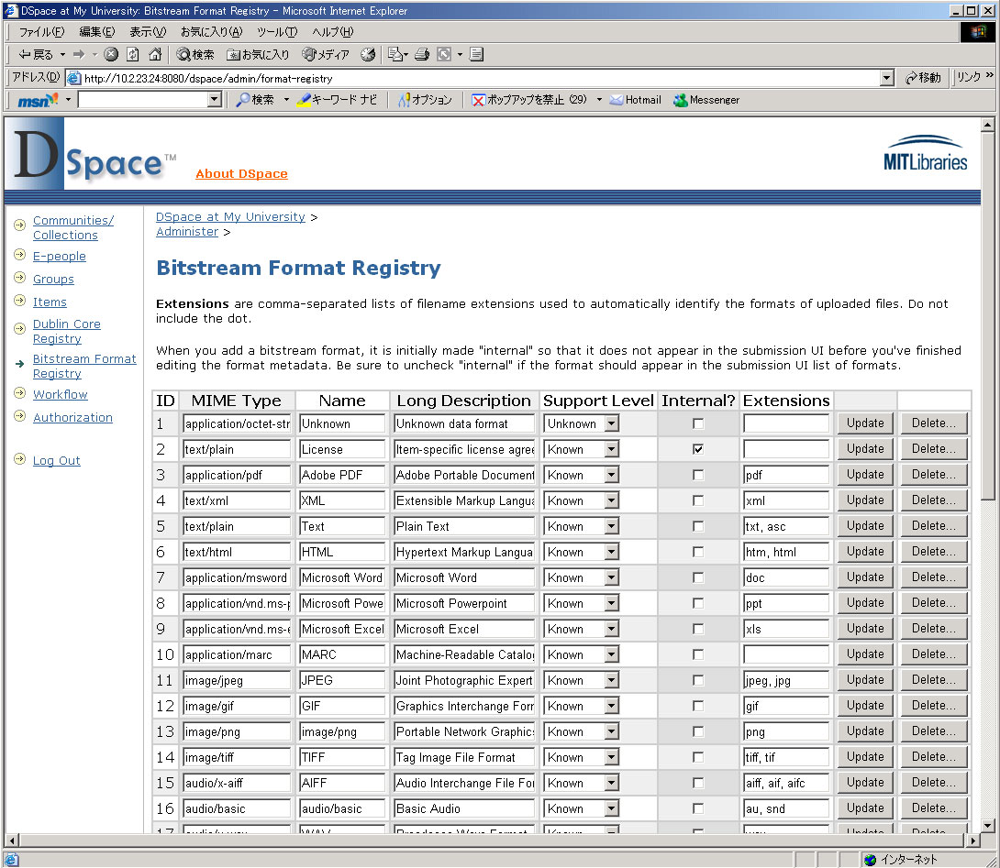 DSpace at My University: Bitstream Format Registry - Microsoft Internet Explorer
ファイル(F) 編集(E) 表示(V) お気に入り(A) ツール(T) ヘルプ(H)
戻る 検索 お気に入り メディア
アドレス(D) http://10.2.23.24:8080/dspace/admin/format-registry 移動 リンク »
msn 検索 キーワード ナビ オプション ポップアップを禁止 (29) Hotmail Messenger
DSpace™ About DSpace MITLibraries
Communities/
Collections
E-people
Groups
Items
Dublin Core
Registry
Bitstream Format
Registry
Workflow
Authorization
Log Out
DSpace at My University >
Administer >
Bitstream Format Registry
Extensions are comma-separated lists of filename extensions used to automatically identify the formats of uploaded files. Do not
include the dot.
When you add a bitstream format, it is initially made "internal" so that it does not appear in the submission UI before you've finished
editing the format metadata. Be sure to uncheck "internal" if the format should appear in the submission UI list of formats.
ID MIME Type Name Long Description Support Level Internal? Extensions
1 application/octet-str Unknown Unknown data format Unknown Update Delete...
2 text/plain License Item-specific license agree Known Update Delete...
3 application/pdf Adobe PDF Adobe Portable Document Known pdf Update Delete...
4 text/xml XML Extensible Markup Langua Known xml Update Delete...
5 text/plain Text Plain Text Known txt, asc Update Delete...
6 text/html HTML Hypertext Markup Langua Known htm, html Update Delete...
7 application/msword Microsoft Word Microsoft Word Known doc Update Delete...
8 application/vnd.ms-p Microsoft Powe Microsoft Powerpoint Known ppt Update Delete...
9 application/vnd.ms-e Microsoft Excel Microsoft Excel Known xls Update Delete...
10 application/marc MARC Machine-Readable Catalog Known Update Delete...
11 image/jpeg JPEG Joint Photographic Expert Known jpeg, jpg Update Delete...
12 image/gif GIF Graphics Interchange Form Known gif Update Delete...
13 image/png image/png Portable Network Graphics Known png Update Delete...
14 image/tiff TIFF Tag Image File Format Known tiff, tif Update Delete...
15 audio/x-aiff AIFF Audio Interchange File For Known aiff, aif, aifc Update Delete...
16 audio/basic audio/basic Basic Audio Known au, snd Update Delete...
インターネット